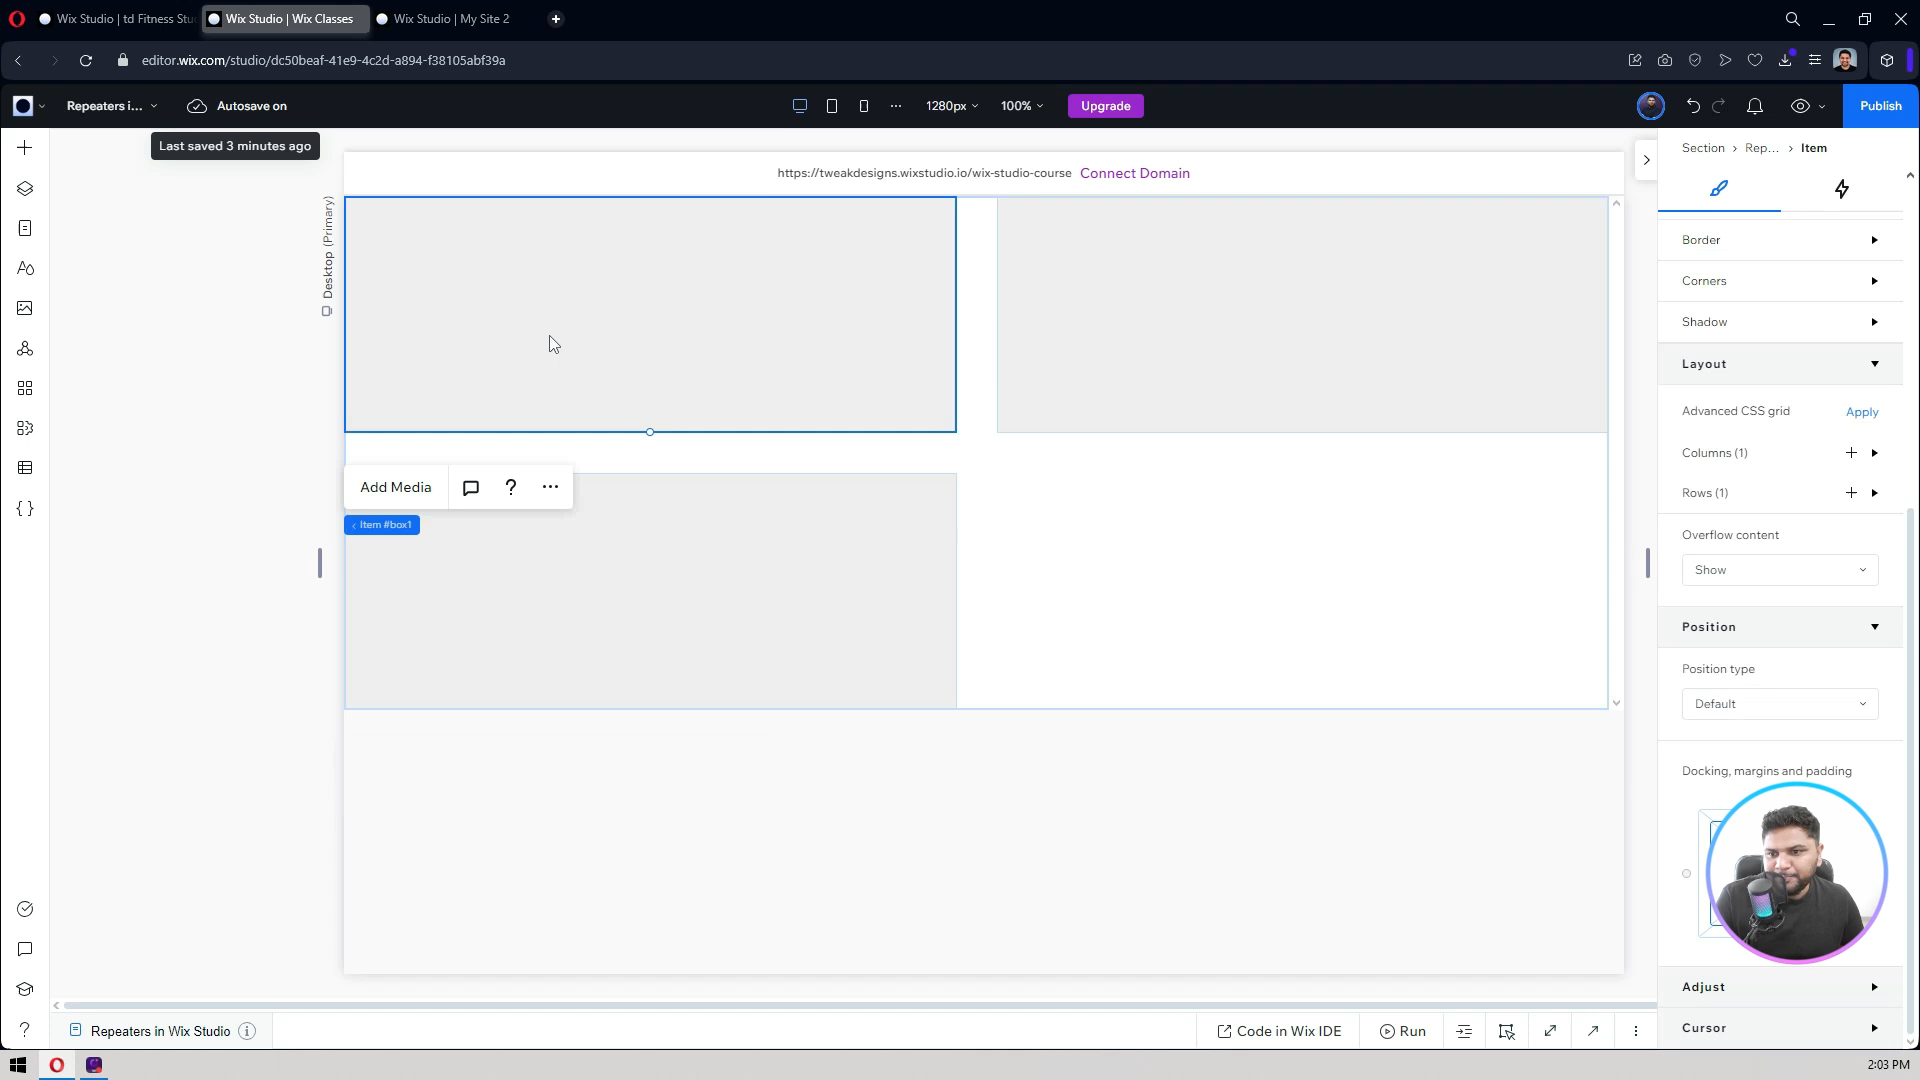 Wix Studio | td Fitness Stu
Wix Studio | Wix Classes
Wix Studio | My Site 2
editor.wix.com/studio/dc50beaf-41e9-4c2d-a894-f38105abf39a
Repeaters i...
Autosave on
1280px
100%
Upgrade
Publish
Last saved 3 minutes ago
https://tweakdesigns.wixstudio.io/wix-studio-course Connect Domain
Section > Rep... > Item
Desktop (Primary)
Border
Corners
Shadow
Layout
Advanced CSS grid
Apply
Columns (1)
Rows (1)
Add Media
Item #box1
Overflow content
Show
Position
Position type
Default
Docking, margins and padding
Adjust
Cursor
Repeaters in Wix Studio
Code in Wix IDE
Run
2:03 PM